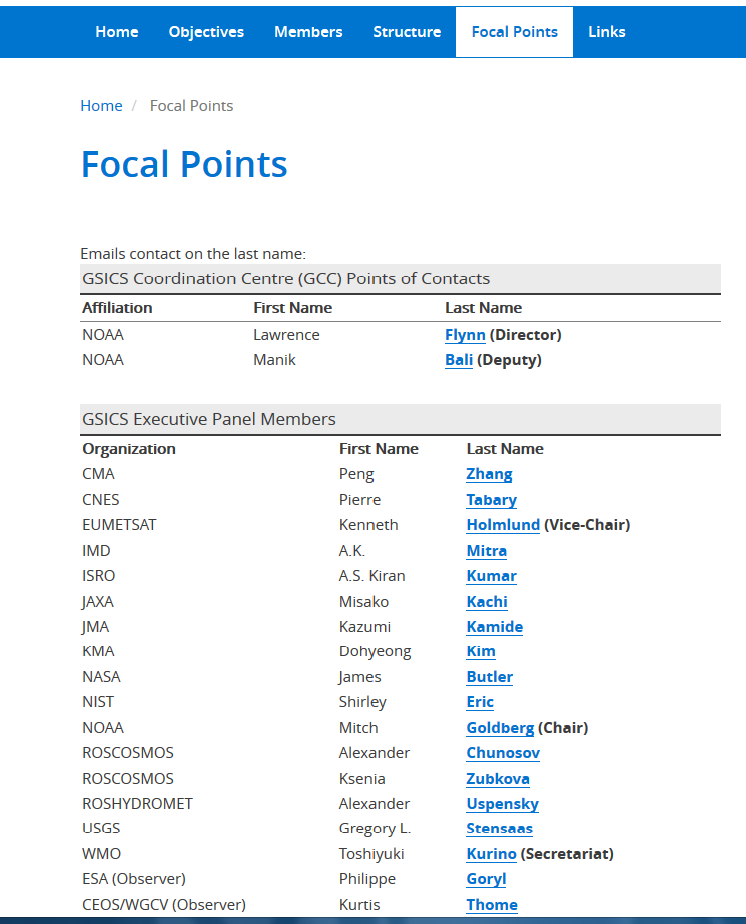 Home Objectives Members Structure Focal Points Links
Home / Focal Points
Focal Points
Emails contact on the last name:
GSICS Coordination Centre (GCC) Points of Contacts
Affiliation First Name Last Name
NOAA Lawrence Flynn (Director)
NOAA Manik Bali (Deputy)
GSICS Executive Panel Members
Organization First Name Last Name
CMA Peng Zhang
CNES Pierre Tabary
EUMETSAT Kenneth Holmlund (Vice-Chair)
IMD A.K. Mitra
ISRO A.S. Kiran Kumar
JAXA Misako Kachi
JMA Kazumi Kamide
KMA Dohyeong Kim
NASA James Butler
NIST Shirley Eric
NOAA Mitch Goldberg (Chair)
ROSCOSMOS Alexander Chunosov
ROSCOSMOS Ksenia Zubkova
ROSHYDROMET Alexander Uspensky
USGS Gregory L. Stensaas
WMO Toshiyuki Kurino (Secretariat)
ESA (Observer) Philippe Goryl
CEOS/WGCV (Observer) Kurtis Thome